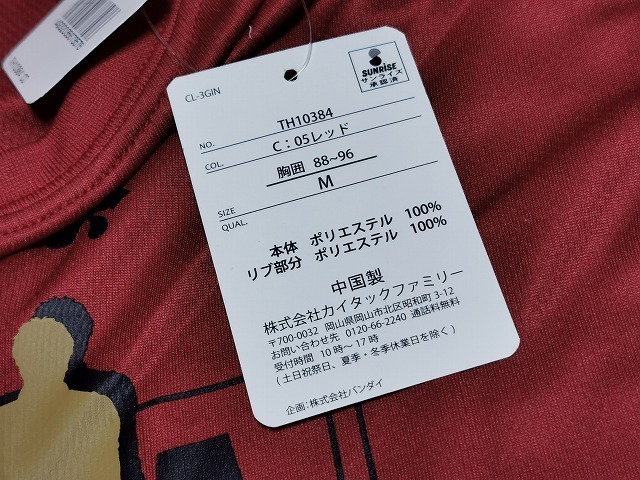 SUNRISE
サンライズ
承認済
CL-3GIN
NO. TH10384
COL. C：05レッド
胸囲 88~96
SIZE M
QUAL.
本体 ポリエステル 100%
リブ部分 ポリエステル 100%
中国製
株式会社カイタックファミリー
〒700-0032 岡山県岡山市北区昭和町 3-12
お問い合わせ先 0120-66-2240 通話料無料
受付時間 10時〜17時
(土日祝祭日、夏季・冬季休業日を除く)
企画：株式会社バンダイ